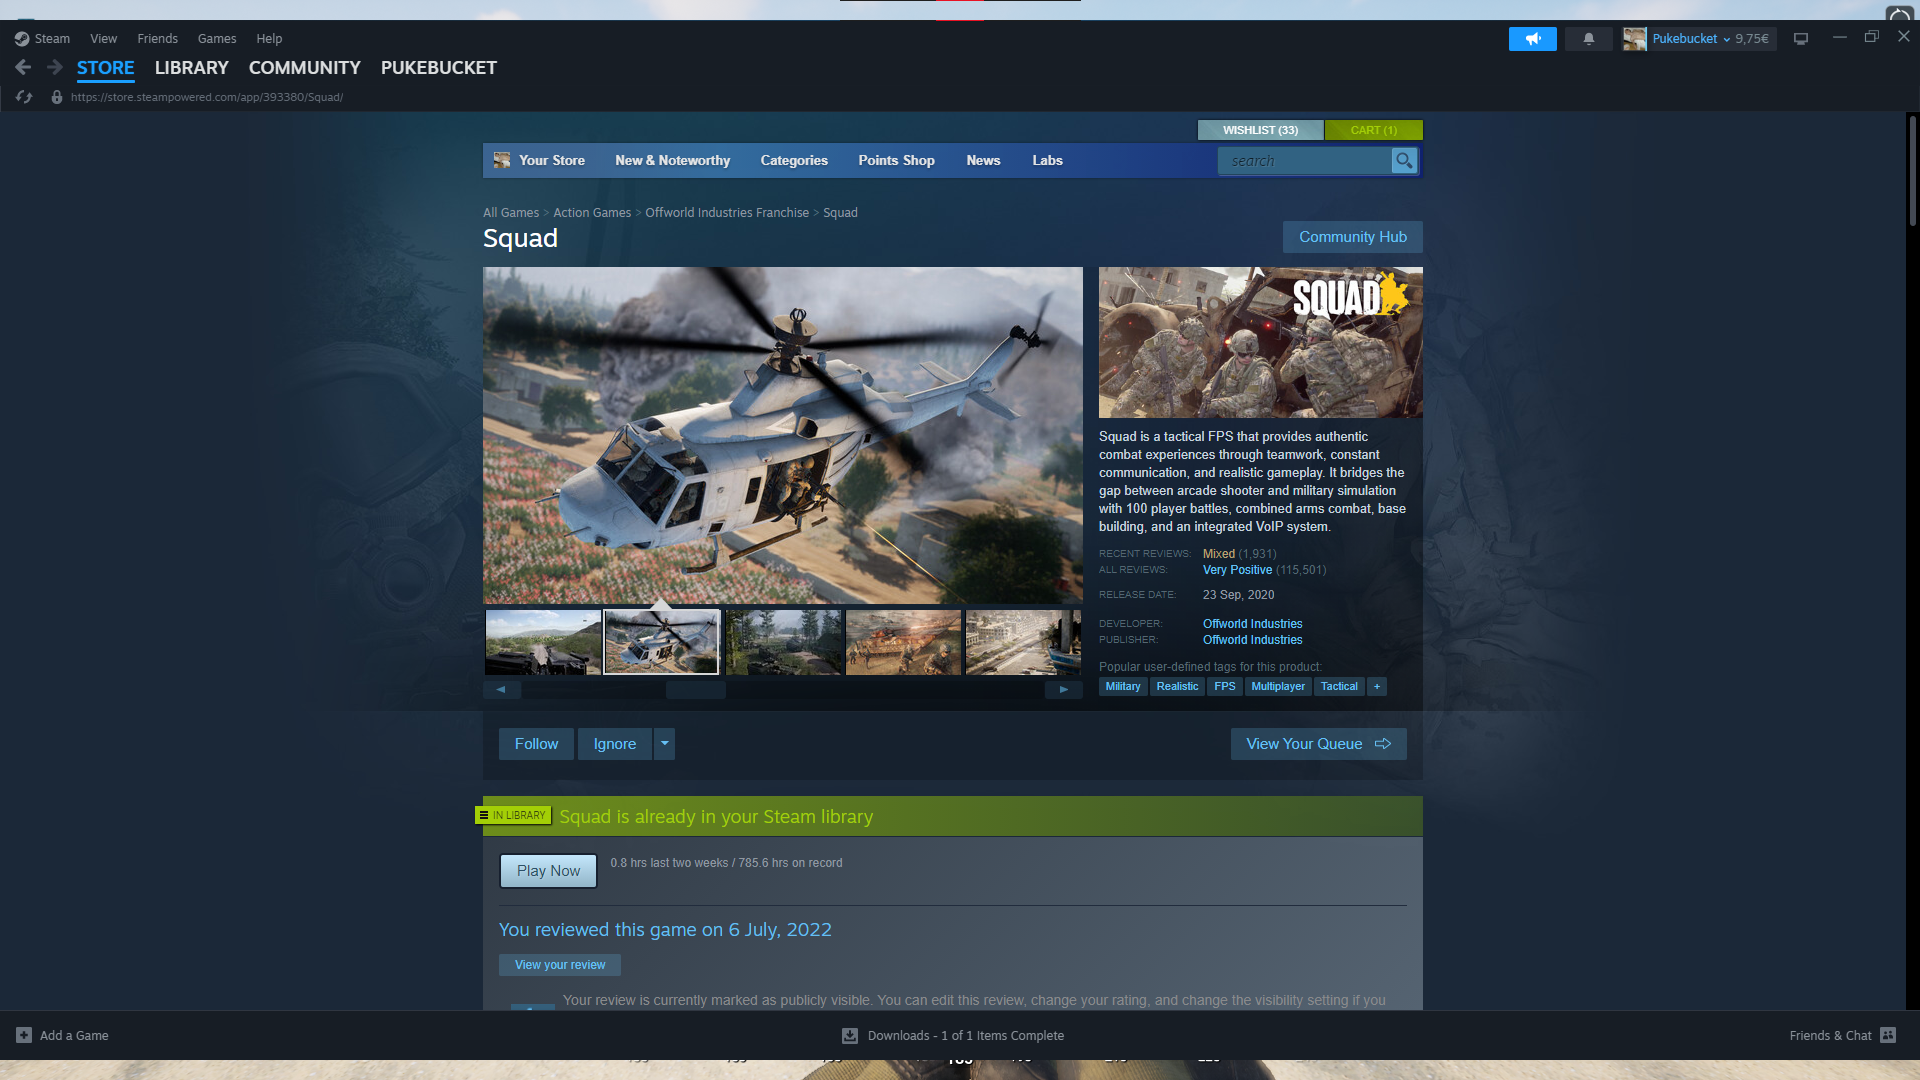 Steam View Friends Games Help
Pukebucket 9,75€
STORE LIBRARY COMMUNITY PUKEBUCKET
https://store.steampowered.com/app/393380/Squad/
WISHLIST (33) CART (1)
Your Store New & Noteworthy Categories Points Shop News Labs search
All Games > Action Games > Offworld Industries Franchise > Squad
Squad
Community Hub
SQUAD
Squad is a tactical FPS that provides authentic
combat experiences through teamwork, constant
communication, and realistic gameplay. It bridges the
gap between arcade shooter and military simulation
with 100 player battles, combined arms combat, base
building, and an integrated VoIP system.
RECENT REVIEWS: Mixed (1,931)
ALL REVIEWS: Very Positive (115,501)
RELEASE DATE: 23 Sep, 2020
DEVELOPER: Offworld Industries
PUBLISHER: Offworld Industries
Popular user-defined tags for this product:
Military Realistic FPS Multiplayer Tactical +
Follow Ignore
View Your Queue
IN LIBRARY Squad is already in your Steam library
Play Now 0.8 hrs last two weeks / 785.6 hrs on record
You reviewed this game on 6 July, 2022
View your review
Your review is currently marked as publicly visible. You can edit this review, change your rating, and change the visibility setting if you
Add a Game
Downloads - 1 of 1 Items Complete
Friends & Chat